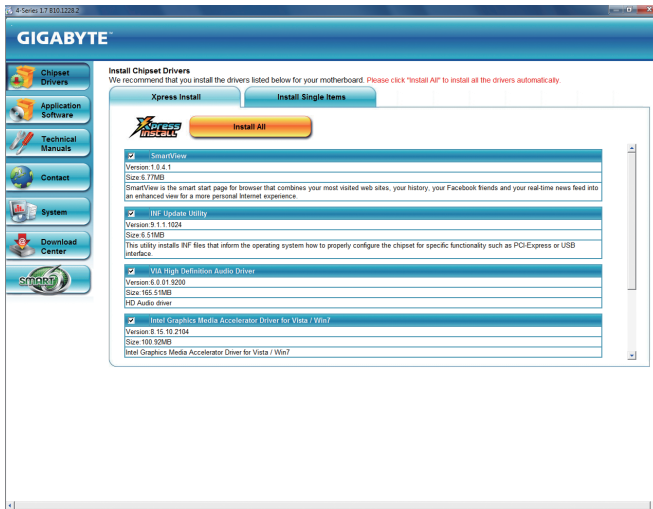 4-Series 1.7 B10.1228.2
GIGABYTE™
Chipset
Drivers
Application
Software
Technical
Manuals
Contact
System
Download
Center
SMART
Install Chipset Drivers
We recommend that you install the drivers listed below for your motherboard. Please click "Install All" to install all the drivers automatically.
Xpress Install
Install Single Items
Xpress
Install
Install All
SmartView
Version:1.0.4.1
Size:6.77MB
SmartView is the smart start page for browser that combines your most visited web sites, your history, your Facebook friends and your real-time news feed into
an enhanced view for a more personal Internet experience.
INF Update Utility
Version:9.1.1.1024
Size:6.51MB
This utility installs INF files that inform the operating system how to properly configure the chipset for specific functionality such as PCI-Express or USB
interface.
VIA High Definition Audio Driver
Version:6.0.01.9200
Size:165.51MB
HD Audio driver
Intel Graphics Media Accelerator Driver for Vista / Win7
Version:8.15.10.2104
Size:100.92MB
Intel Graphics Media Accelerator Driver for Vista / Win7